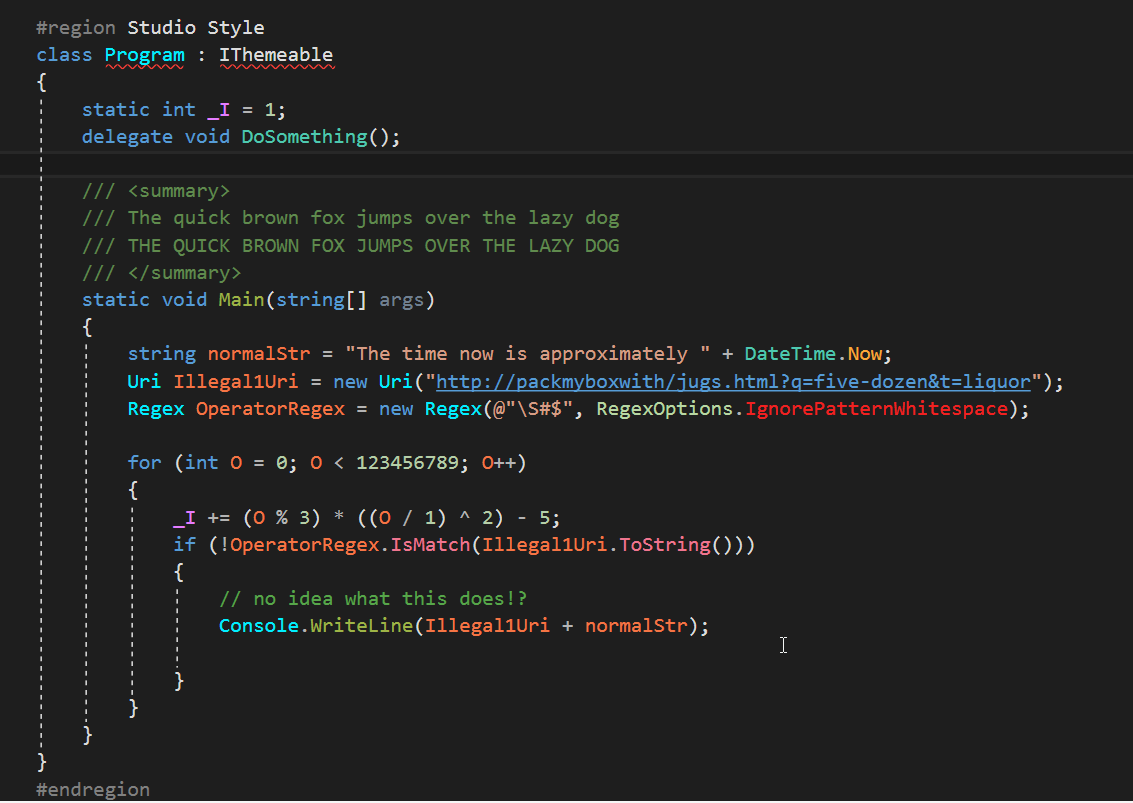 #region Studio Style
class Program : IThemeable
{
    static int _I = 1;
    delegate void DoSomething();

    /// <summary>
    /// The quick brown fox jumps over the lazy dog
    /// THE QUICK BROWN FOX JUMPS OVER THE LAZY DOG
    /// </summary>
    static void Main(string[] args)
    {
        string normalStr = "The time now is approximately " + DateTime.Now;
        Uri Illegal1Uri = new Uri("http://packmyboxwith/jugs.html?q=five-dozen&t=liquor");
        Regex OperatorRegex = new Regex(@"\S#$", RegexOptions.IgnorePatternWhitespace);

        for (int O = 0; O < 123456789; O++)
        {
            _I += (O % 3) * ((O / 1) ^ 2) - 5;
            if (!OperatorRegex.IsMatch(Illegal1Uri.ToString()))
            {
                // no idea what this does!?
                Console.WriteLine(Illegal1Uri + normalStr);

            }
        }
    }
}
#endregion